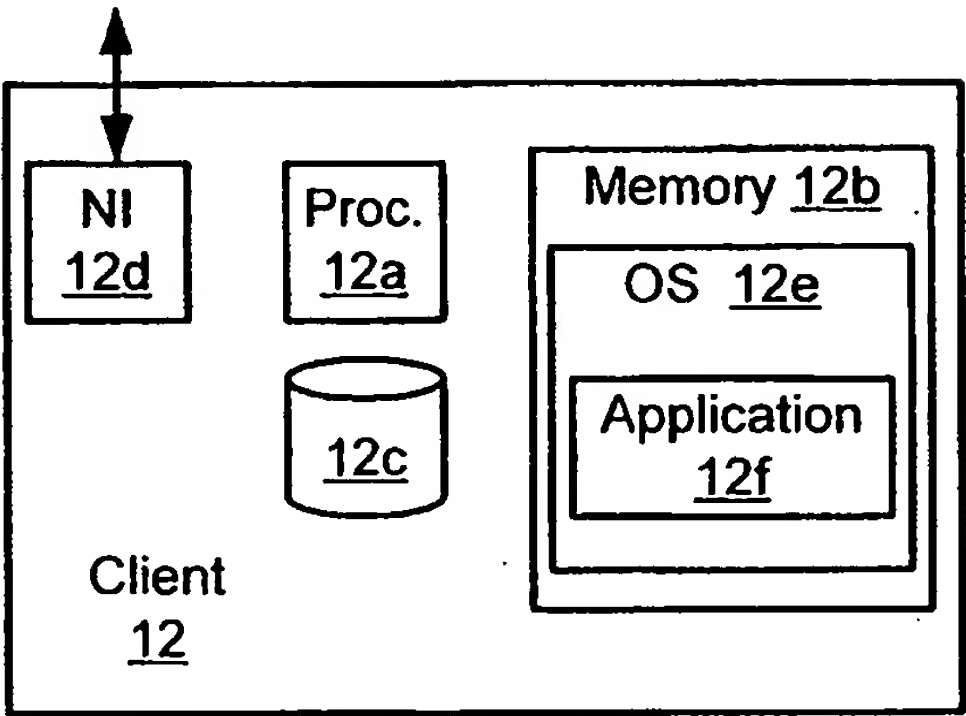 NI
12d
Proc.
12a
Memory 12b
OS 12e
12c
Application
12f
Client
12